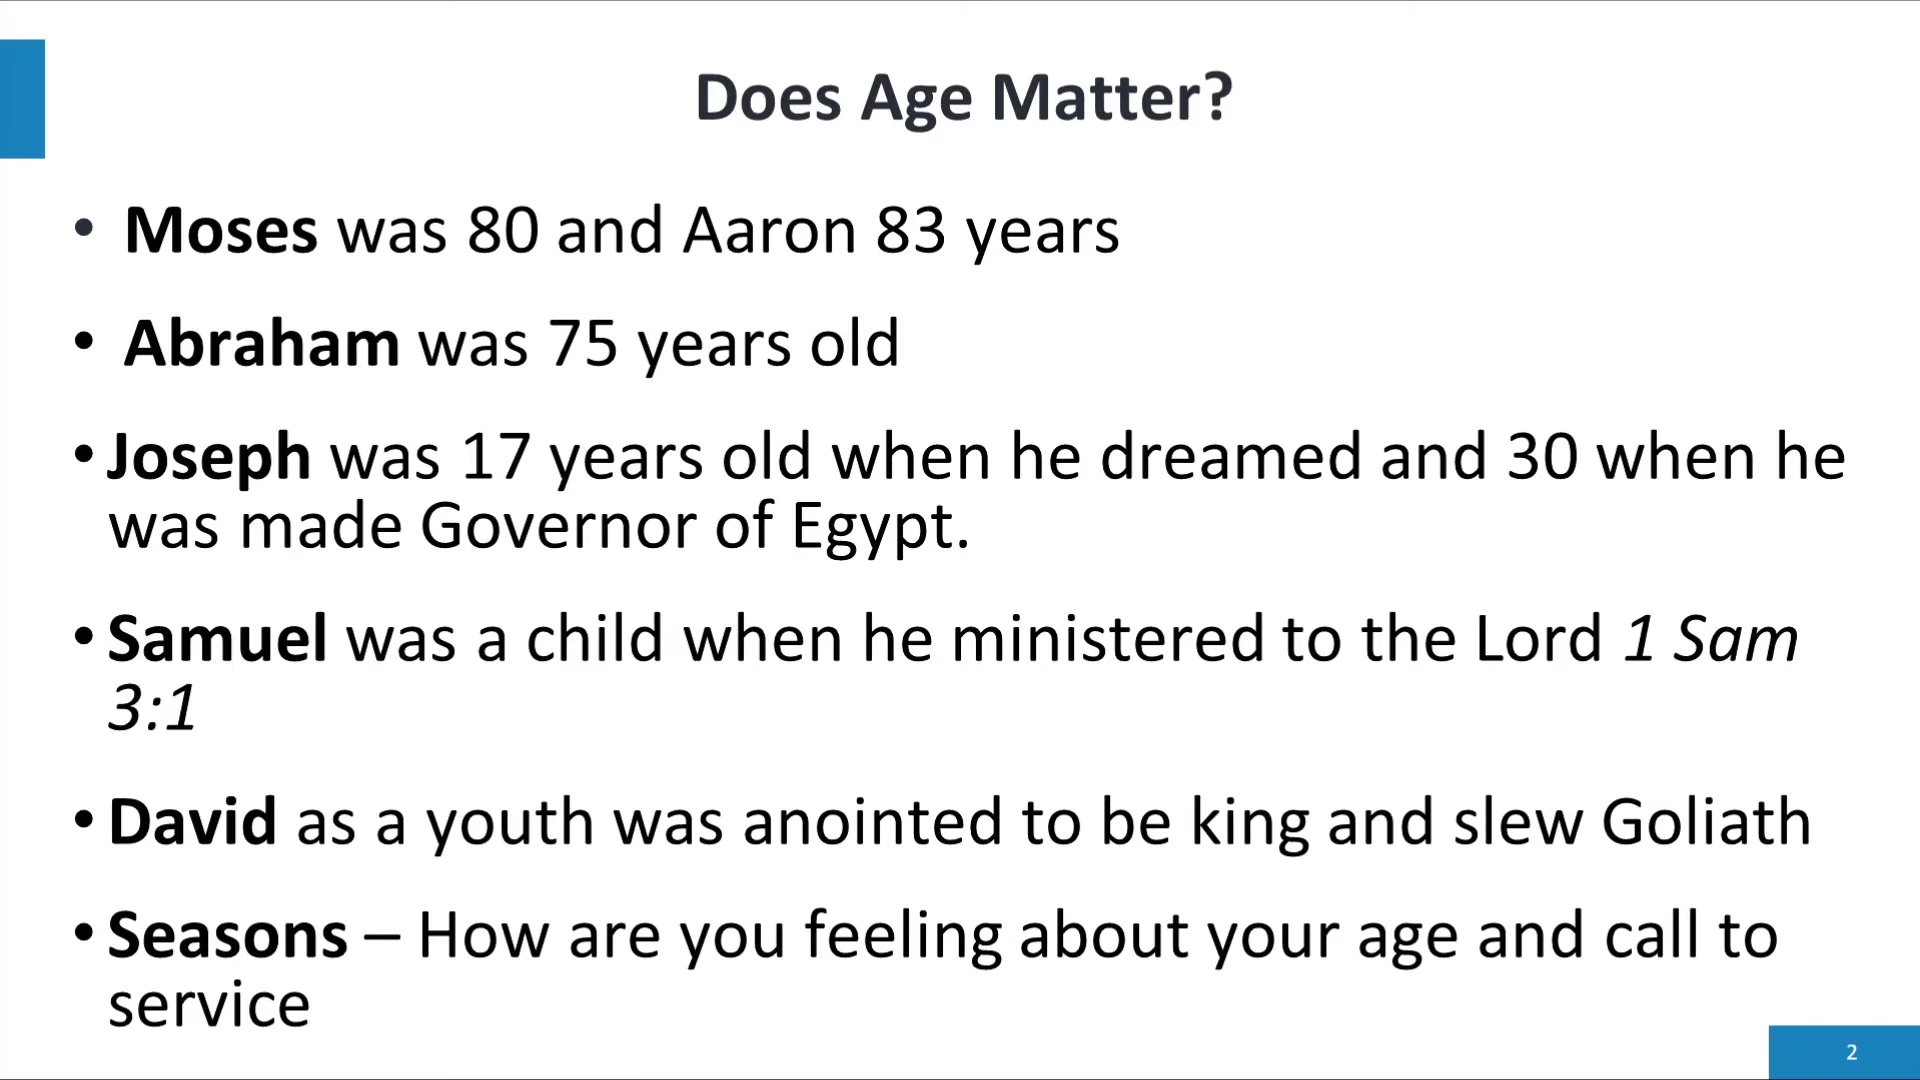 Does Age Matter?
• Moses was 80 and Aaron 83 years
• Abraham was 75 years old
• Joseph was 17 years old when he dreamed and 30 when he
was made Governor of Egypt.
• Samuel was a child when he ministered to the Lord 1 Sam
3:1
• David as a youth was anointed to be king and slew Goliath
• Seasons – How are you feeling about your age and call to
service
2